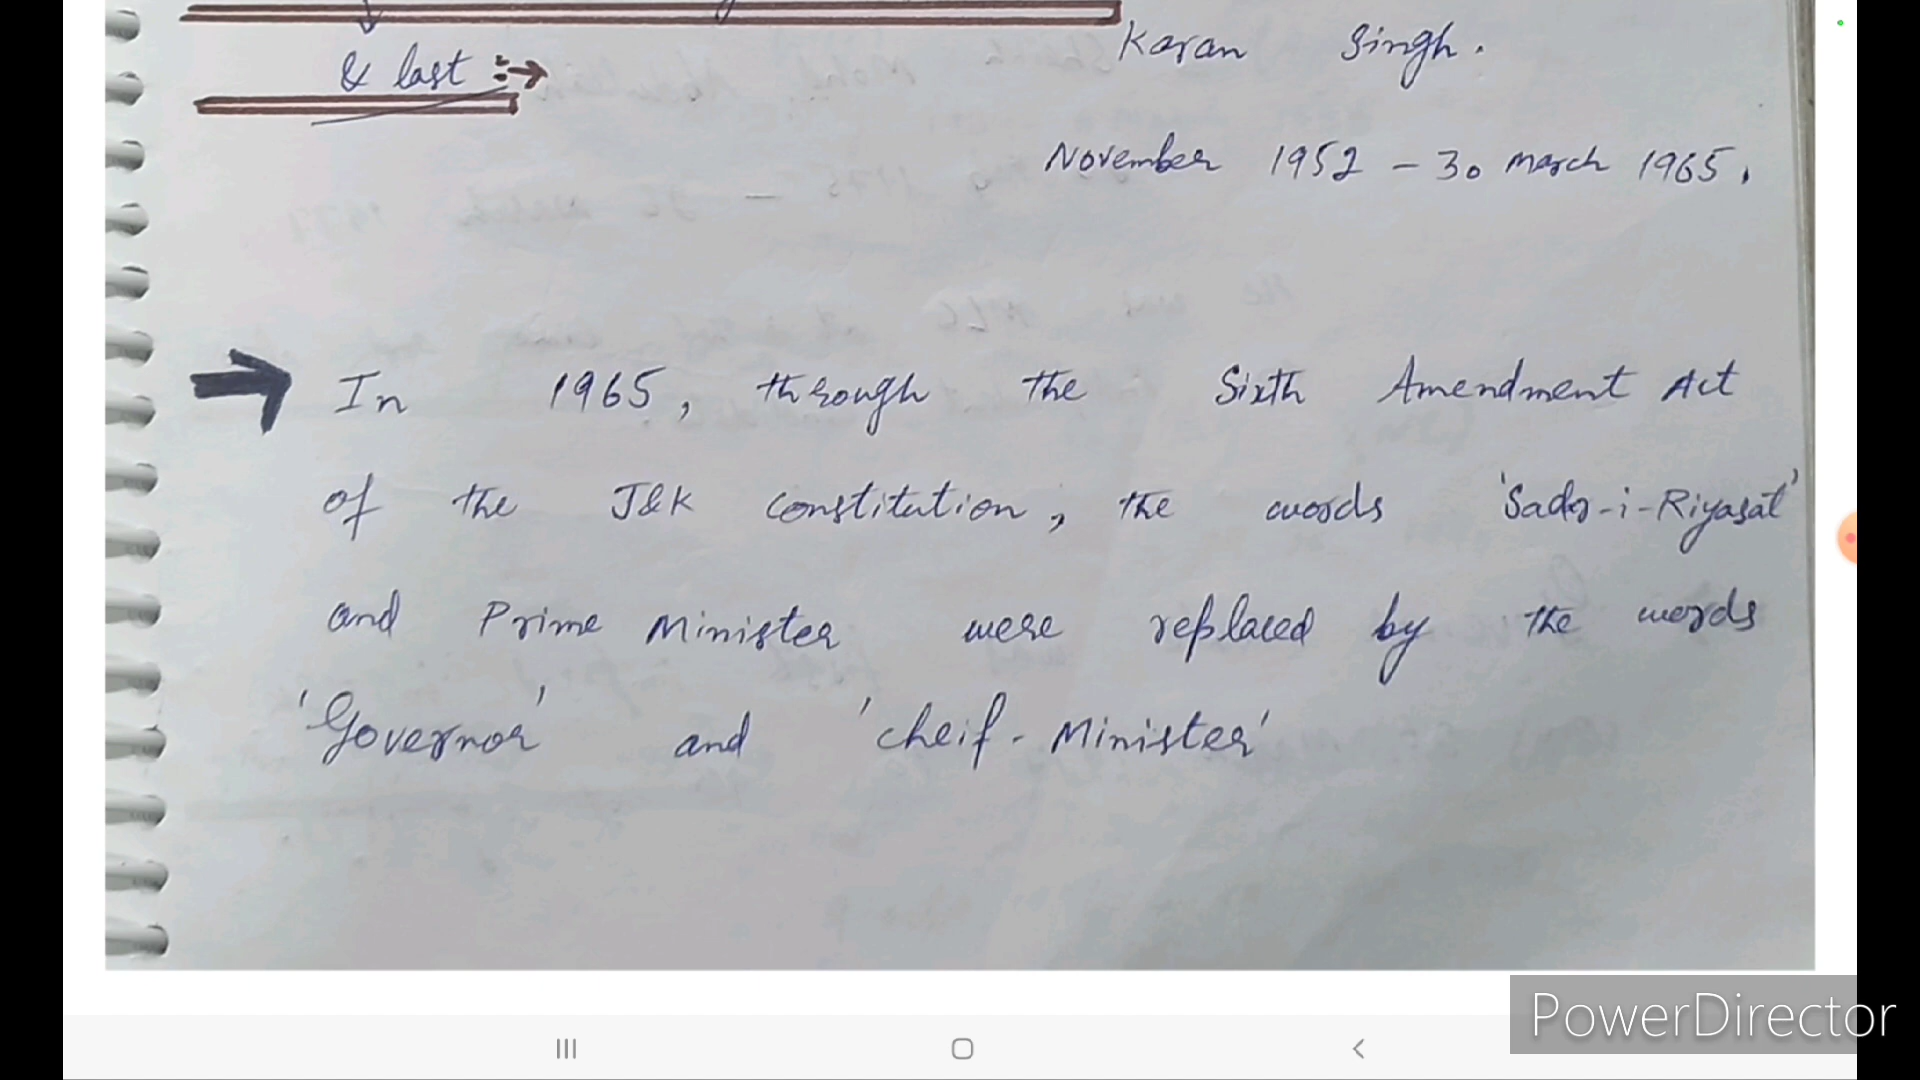 Karan Singh.
& last :→
November 1952 - 30 march 1965.
In 1965, through the Sixth Amendment Act
of the J&K constitution, the words 'Sadr-i-Riyasat'
and Prime Minister were replaced by the words
'Governor' and 'cheif-Minister'
PowerDirector